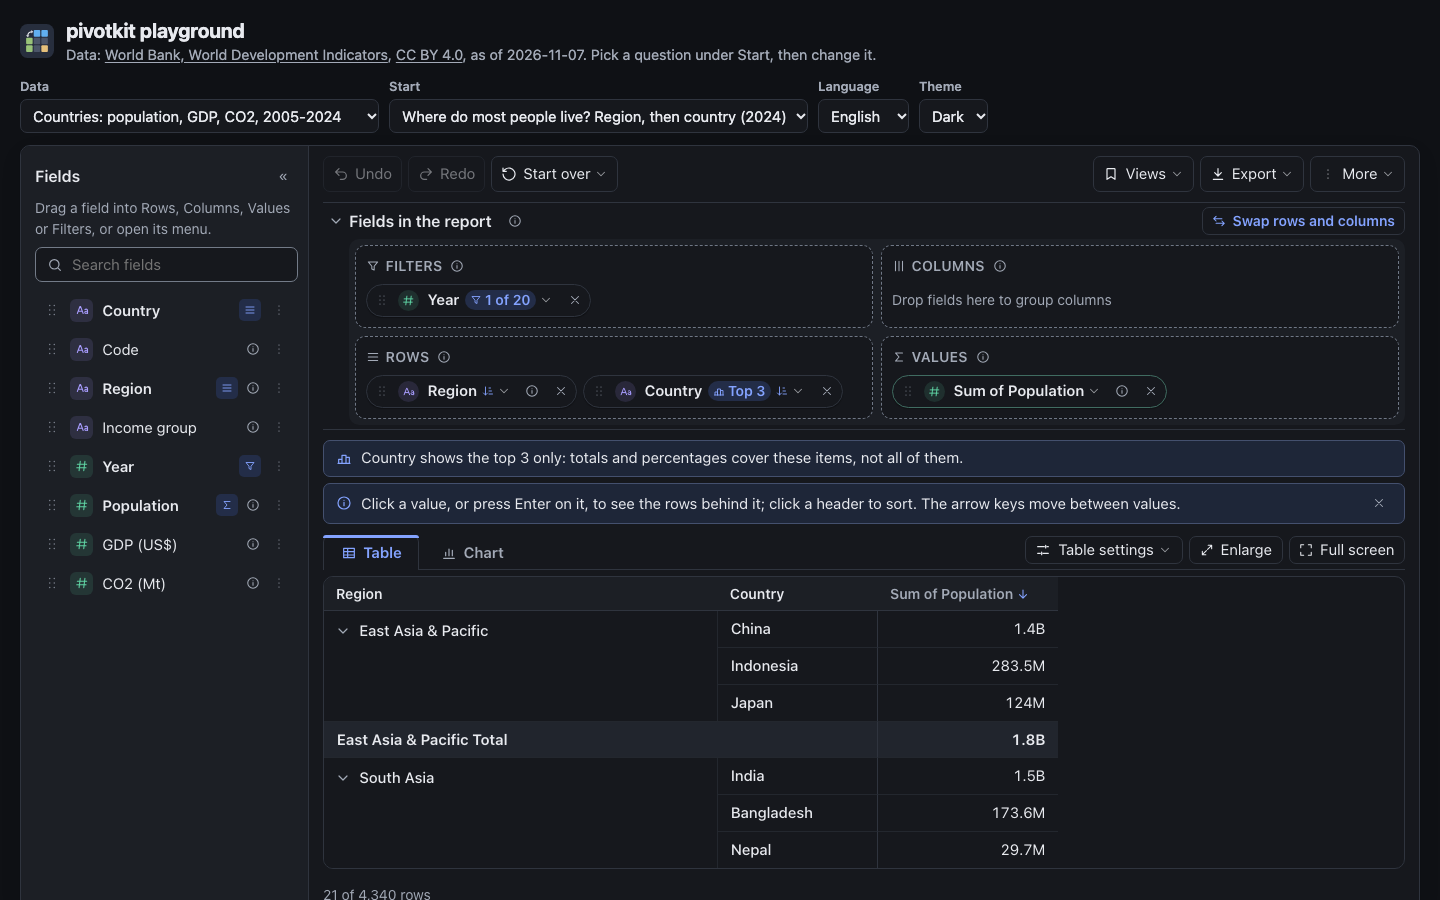 pivotkit playground
Data: World Bank, World Development Indicators, CC BY 4.0, as of 2026-11-07. Pick a question under Start, then change it.
Data
Start
Language
Theme
Countries: population, GDP, CO2, 2005-2024
Where do most people live? Region, then country (2024)
English
Dark
Fields
«
Drag a field into Rows, Columns, Values
or Filters, or open its menu.
Search fields
Aa Country
Aa Code
Aa Region
Aa Income group
# Year
# Population Σ
# GDP (US$)
# CO2 (Mt)
Undo
Redo
Start over
Views
Export
More
Fields in the report
Swap rows and columns
FILTERS
# Year 1 of 20
COLUMNS
Drop fields here to group columns
ROWS
Aa Region
Aa Country Top 3
Σ VALUES
# Sum of Population
Country shows the top 3 only: totals and percentages cover these items, not all of them.
Click a value, or press Enter on it, to see the rows behind it; click a header to sort. The arrow keys move between values.
Table
Chart
Table settings
Enlarge
Full screen
Region Country Sum of Population
East Asia & Pacific China 1.4B
Indonesia 283.5M
Japan 124M
East Asia & Pacific Total 1.8B
South Asia India 1.5B
Bangladesh 173.6M
Nepal 29.7M
21 of 4,340 rows